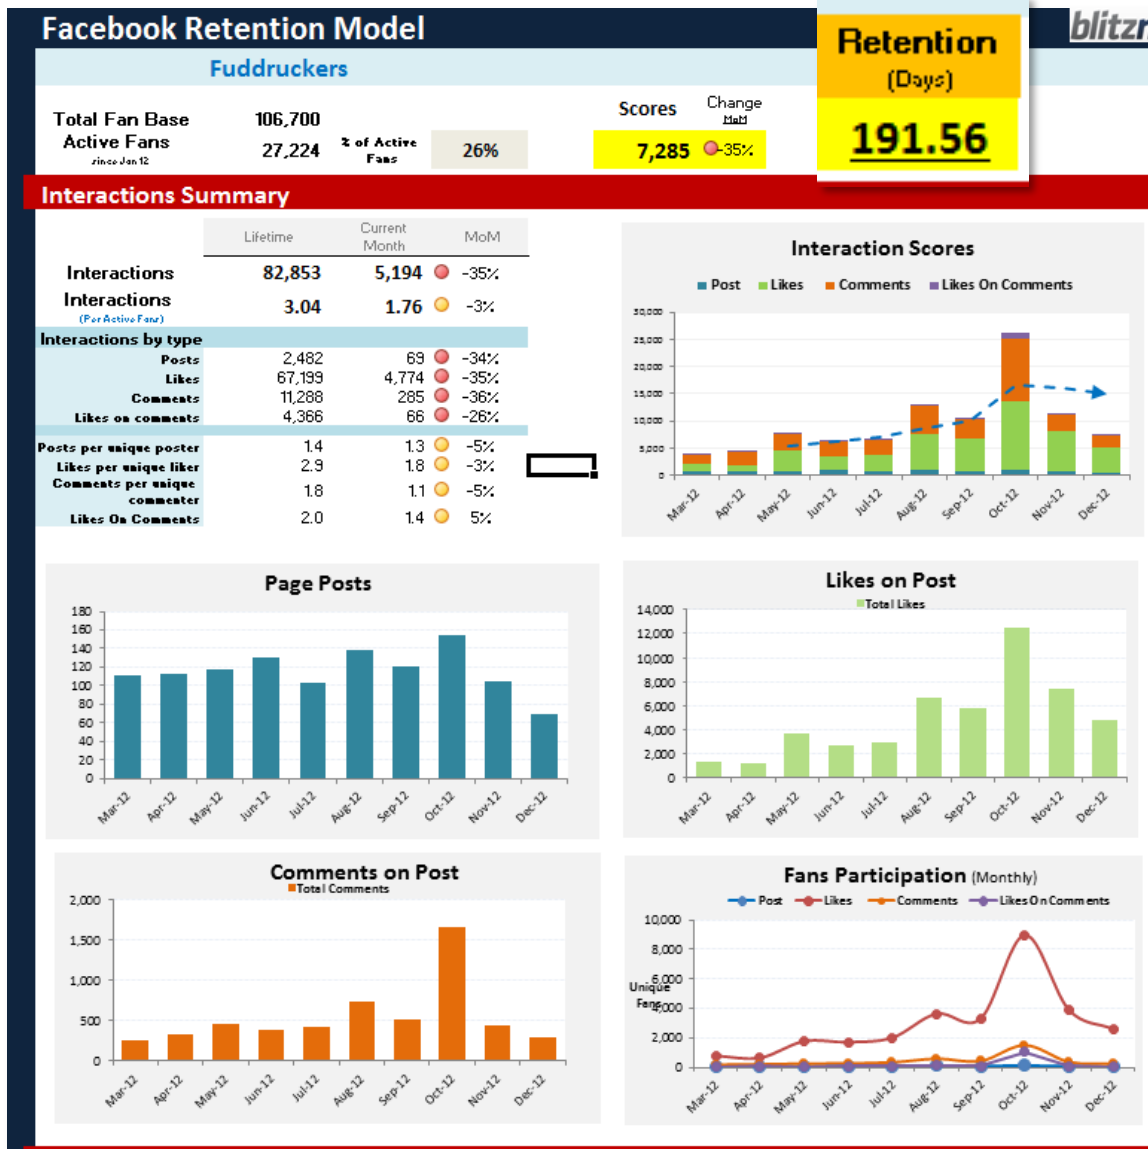 Facebook Retention Model
blitzr
Fuddruckers
Retention
(Days)
191.56
Total Fan Base 106,700
Active Fans 27,224
since Jan 12
% of Active Fans 26%
Scores Change
MoM
7,285 -35%
Interactions Summary
Lifetime Current Month MoM
Interactions 82,853 5,194 -35%
Interactions 3.04 1.76 -3%
(Per Active Fans)
Interactions by type
Posts 2,482 69 -34%
Likes 67,199 4,774 -35%
Comments 11,288 285 -36%
Likes on comments 4,366 66 -26%
Posts per unique poster 1.4 1.3 -5%
Likes per unique liker 2.9 1.8 -3%
Comments per unique commenter 1.8 1.1 -5%
Likes On Comments 2.0 1.4 5%
Interaction Scores
Post Likes Comments Likes On Comments
30,000
25,000
20,000
15,000
10,000
5,000
0
Mar-12 Apr-12 May-12 Jun-12 Jul-12 Aug-12 Sep-12 Oct-12 Nov-12 Dec-12
Page Posts
180
160
140
120
100
80
60
40
20
0
Mar-12 Apr-12 May-12 Jun-12 Jul-12 Aug-12 Sep-12 Oct-12 Nov-12 Dec-12
Likes on Post
Total Likes
14,000
12,000
10,000
8,000
6,000
4,000
2,000
0
Mar-12 Apr-12 May-12 Jun-12 Jul-12 Aug-12 Sep-12 Oct-12 Nov-12 Dec-12
Comments on Post
Total Comments
2,000
1,500
1,000
500
0
Mar-12 Apr-12 May-12 Jun-12 Jul-12 Aug-12 Sep-12 Oct-12 Nov-12 Dec-12
Fans Participation (Monthly)
Post Likes Comments Likes On Comments
Unique Fans
10,000
8,000
6,000
4,000
2,000
0
Mar-12 Apr-12 May-12 Jun-12 Jul-12 Aug-12 Sep-12 Oct-12 Nov-12 Dec-12